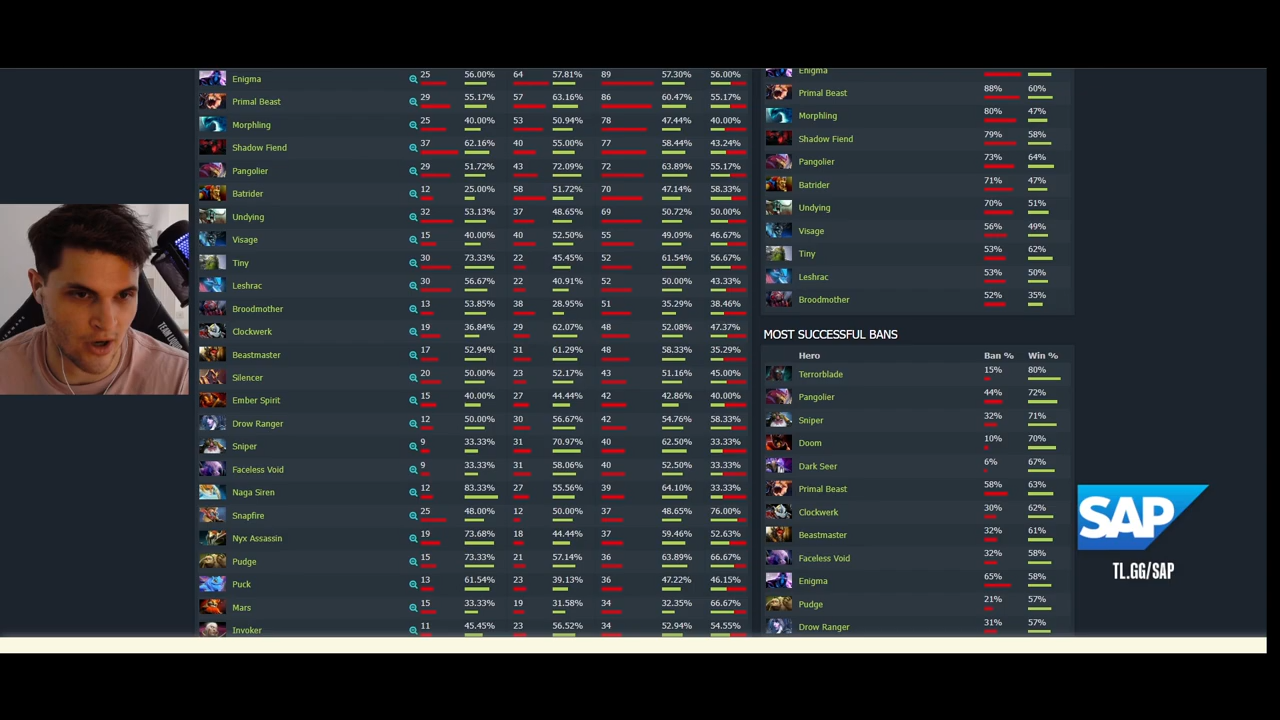 Enigma 25 56.00% 64 57.81% 89 57.30% 56.00%
Primal Beast 29 55.17% 57 63.16% 86 60.47% 55.17%
Morphling 25 40.00% 53 50.94% 78 47.44% 40.00%
Shadow Fiend 37 62.16% 40 55.00% 77 58.44% 43.24%
Pangolier 29 51.72% 43 72.09% 72 63.89% 55.17%
Batrider 12 25.00% 58 51.72% 70 47.14% 58.33%
Undying 32 53.13% 37 48.65% 69 50.72% 50.00%
Visage 15 40.00% 40 52.50% 55 49.09% 46.67%
Tiny 30 73.33% 22 45.45% 52 61.54% 56.67%
Leshrac 30 56.67% 22 40.91% 52 50.00% 43.33%
Broodmother 13 53.85% 38 28.95% 51 35.29% 38.46%
Clockwerk 19 36.84% 29 62.07% 48 52.08% 47.37%
Beastmaster 17 52.94% 31 61.29% 48 58.33% 35.29%
Silencer 20 50.00% 23 52.17% 43 51.16% 45.00%
Ember Spirit 15 40.00% 27 44.44% 42 42.86% 40.00%
Drow Ranger 12 50.00% 30 56.67% 42 54.76% 58.33%
Sniper 9 33.33% 31 70.97% 40 62.50% 33.33%
Faceless Void 9 33.33% 31 58.06% 40 52.50% 33.33%
Naga Siren 12 83.33% 27 55.56% 39 64.10% 33.33%
Snapfire 25 48.00% 12 50.00% 37 48.65% 76.00%
Nyx Assassin 19 73.68% 18 44.44% 37 59.46% 52.63%
Pudge 15 73.33% 21 57.14% 36 63.89% 66.67%
Puck 13 61.54% 23 39.13% 36 47.22% 46.15%
Mars 15 33.33% 19 31.58% 34 32.35% 66.67%
Invoker 11 45.45% 23 56.52% 34 52.94% 54.55%
Enigma
Primal Beast 88% 60%
Morphling 80% 47%
Shadow Fiend 79% 58%
Pangolier 73% 64%
Batrider 71% 47%
Undying 70% 51%
Visage 56% 49%
Tiny 53% 62%
Leshrac 53% 50%
Broodmother 52% 35%
MOST SUCCESSFUL BANS
Hero Ban % Win %
Terrorblade 15% 80%
Pangolier 44% 72%
Sniper 32% 71%
Doom 10% 70%
Dark Seer 6% 67%
Primal Beast 58% 63%
Clockwerk 30% 62%
Beastmaster 32% 61%
Faceless Void 32% 58%
Enigma 65% 58%
Pudge 21% 57%
Drow Ranger 31% 57%
SAP
TL.GG/SAP